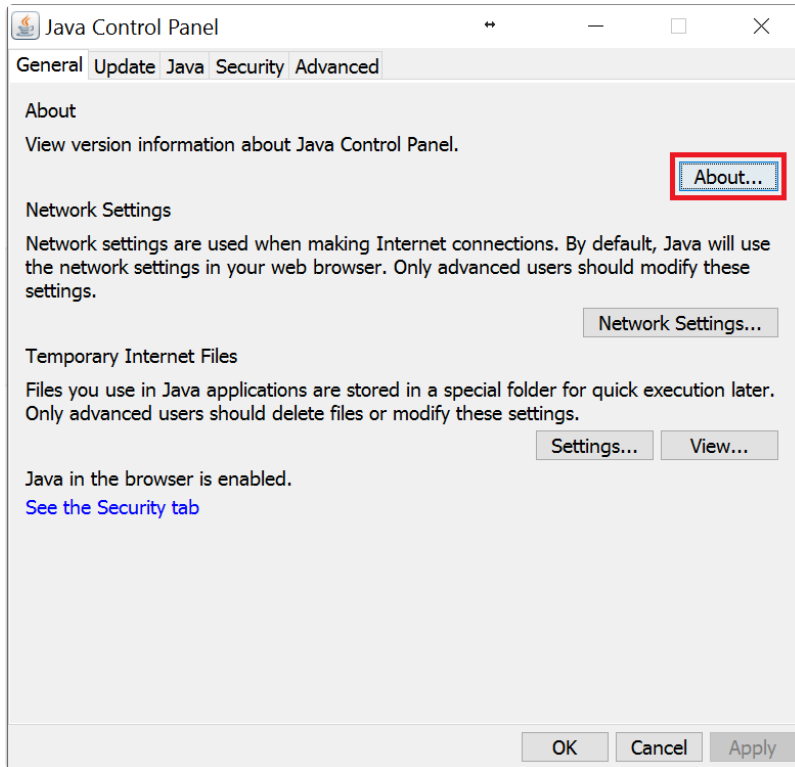 Java Control Panel
General Update Java Security Advanced
About
View version information about Java Control Panel.
About...
Network Settings
Network settings are used when making Internet connections. By default, Java will use
the network settings in your web browser. Only advanced users should modify these
settings.
Network Settings...
Temporary Internet Files
Files you use in Java applications are stored in a special folder for quick execution later.
Only advanced users should delete files or modify these settings.
Settings... View...
Java in the browser is enabled.
See the Security tab
OK Cancel Apply